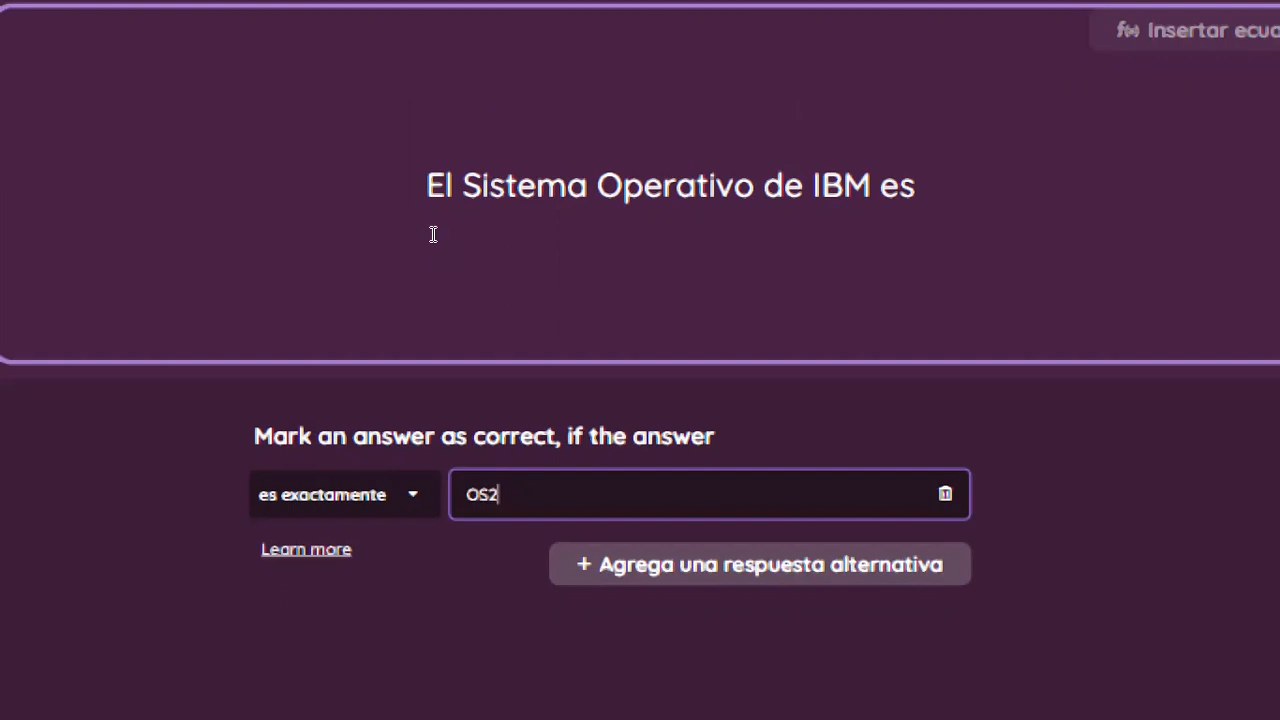 Insertar ecua
El Sistema Operativo de IBM es
Mark an answer as correct, if the answer
es exactamente
OS2
Learn more
+ Agrega una respuesta alternativa